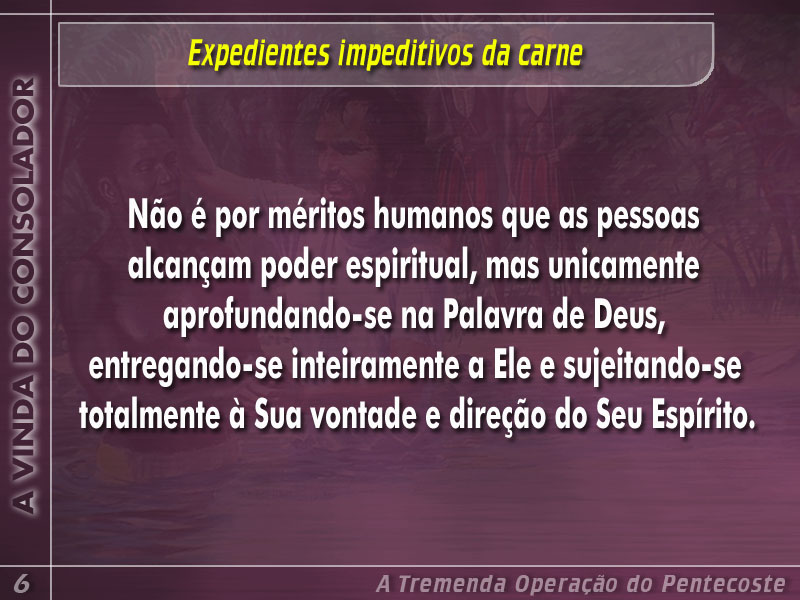 Expedientes impeditivos da carne
A VINDA DO CONSOLADOR
Não é por méritos humanos que as pessoas
alcançam poder espiritual, mas unicamente
aprofundando-se na Palavra de Deus,
entregando-se inteiramente a Ele e sujeitando-se
totalmente à Sua vontade e direção do Seu Espírito.
6
A Tremenda Operação do Pentecoste